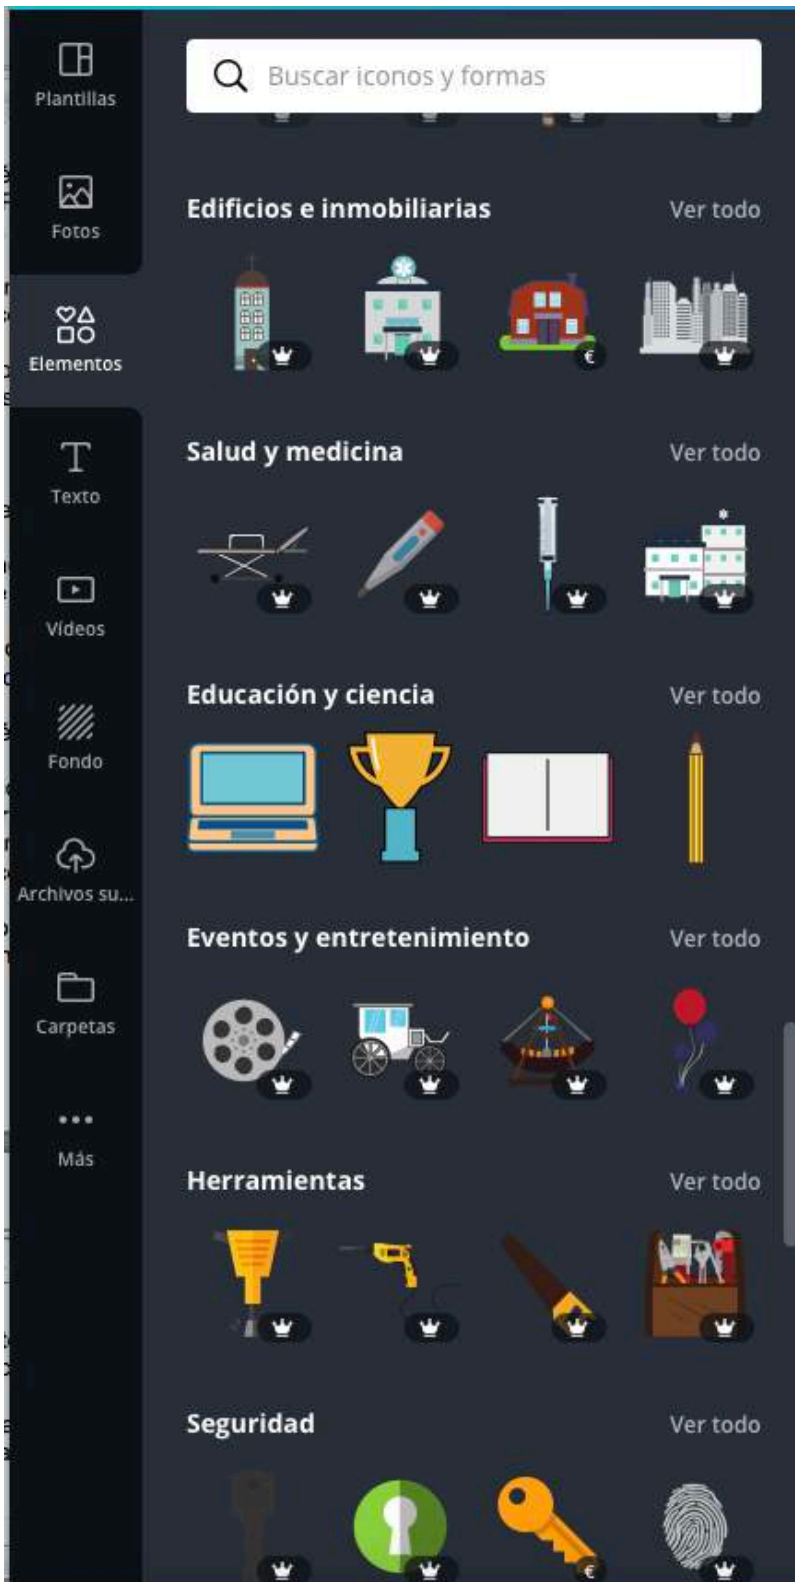 Plantillas
Fotos
Elementos
Texto
Vídeos
Fondo
Archivos su...
Carpetas
Más
Buscar iconos y formas
Edificios e inmobiliarias Ver todo
€
Salud y medicina Ver todo
Educación y ciencia Ver todo
Eventos y entretenimiento Ver todo
Herramientas Ver todo
Seguridad Ver todo
€